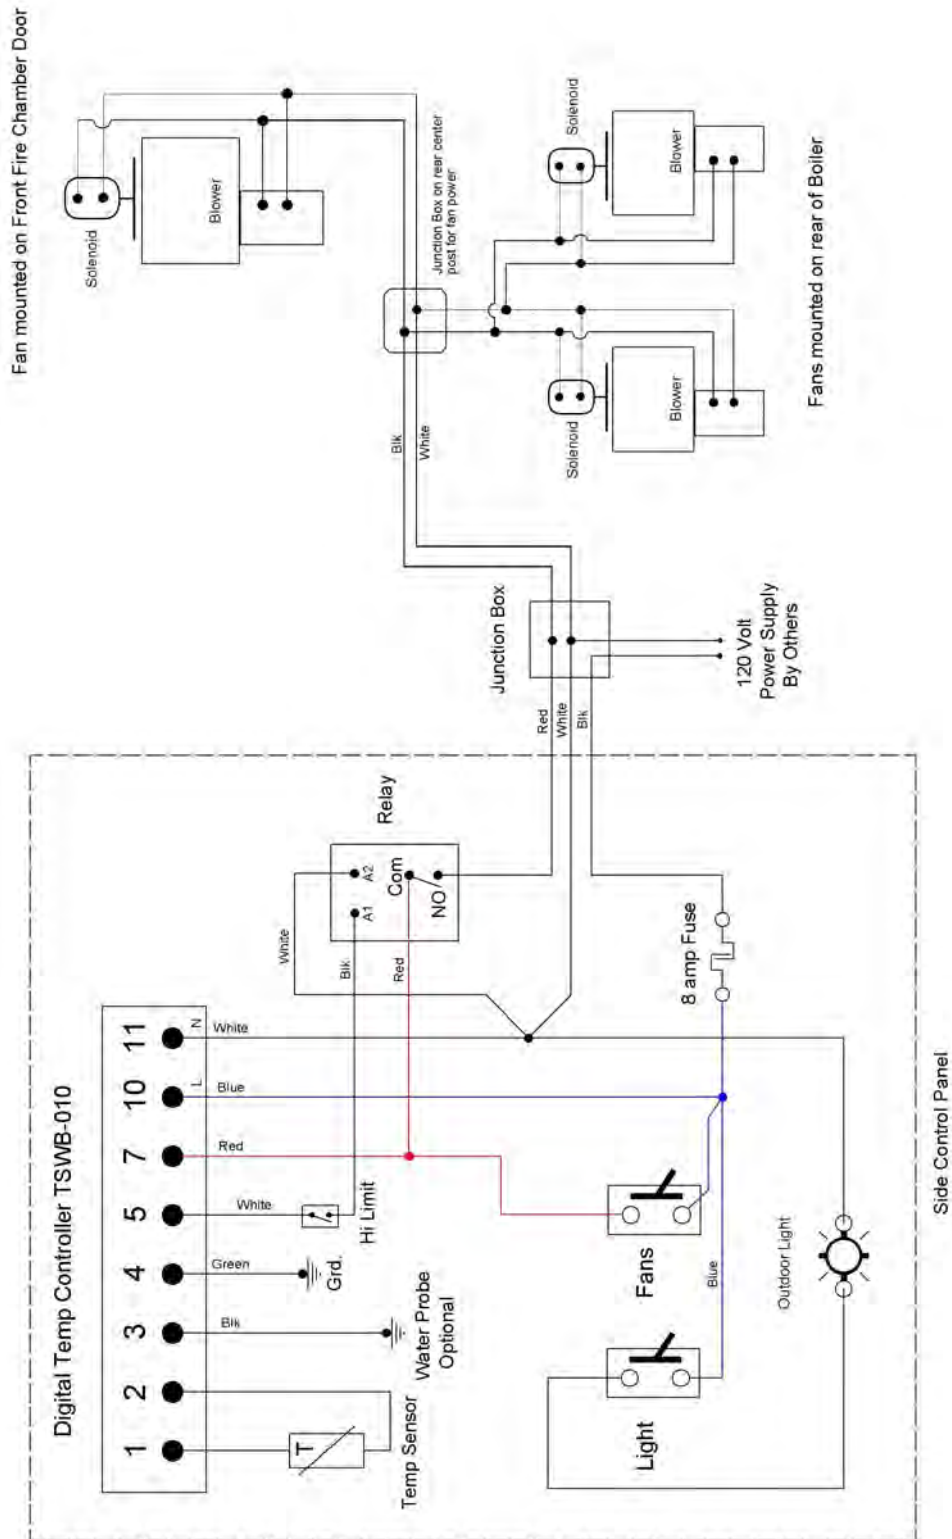 Fan mounted on Front Fire Chamber Door
Solenoid
Blower
Junction Box on rear center
post for fan power
Solenoid
Blower
Solenoid
Blower
Fans mounted on rear of Boiler
Blk
White
Junction Box
120 Volt
Power Supply
By Others
Red
White
Blk
Digital Temp Controller TSWB-010
1
2
3
4
5
7
10
11
L
N
White
Blue
Red
White
Green
Blk
Hi Limit
Grd.
Water Probe
Optional
T
Temp Sensor
Relay
A1
A2
Com
NO
White
Blk
Red
8 amp Fuse
Fans
Blue
Light
Outdoor Light
Side Control Panel